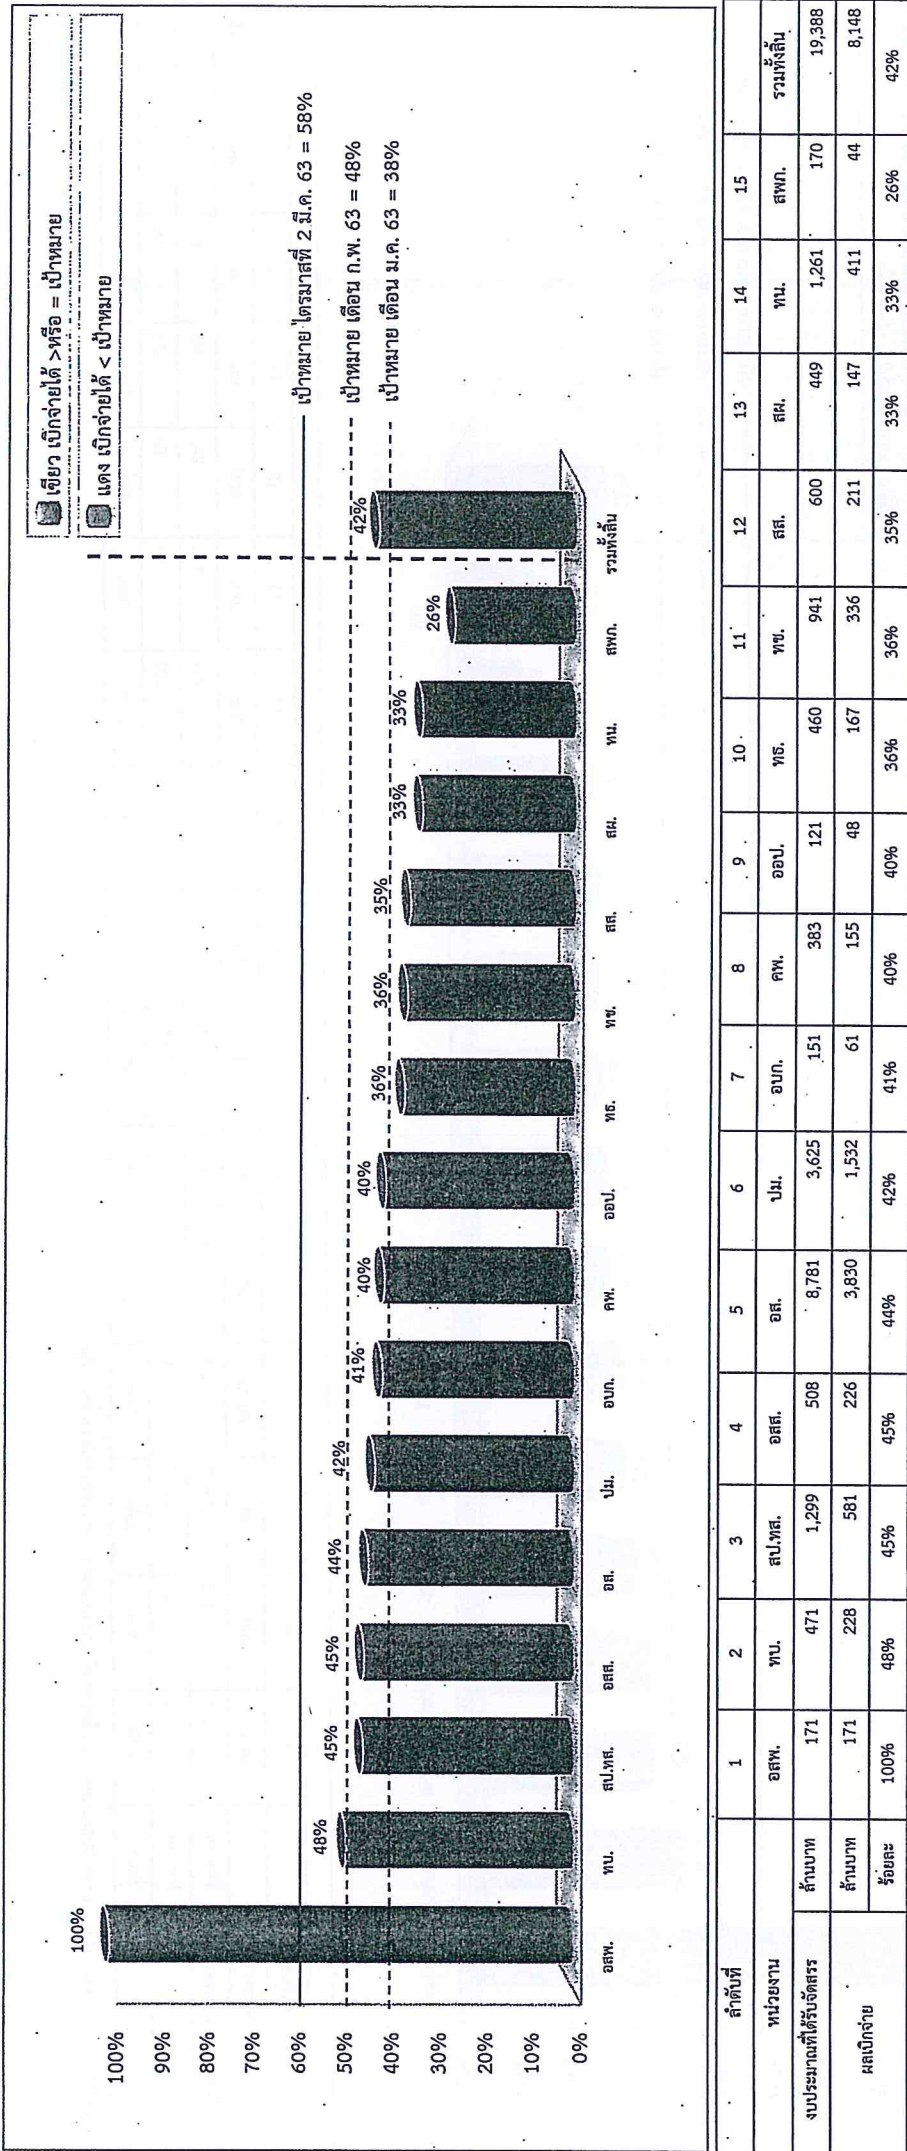 เขียว เบิกจ่ายได้ >หรือ = เป้าหมาย
แดง เบิกจ่ายได้ < เป้าหมาย
เป้าหมาย ไตรมาสที่ 2 มี.ค. 63 = 58%
เป้าหมาย เดือน ก.พ. 63 = 48%
เป้าหมาย เดือน ม.ค. 63 = 38%
100%
90%
80%
70%
60%
50%
40%
30%
20%
10%
0%
100% 48% 45% 45% 44% 42% 41% 40% 40% 36% 36% 35% 33% 33% 26% 42%
อสพ. ทบ. สป.ทส. อสส. อส. ปม. อบก. คพ. ออป. ทธ. ทช. สส. สผ. ทน. สพภ. รวมทั้งสิ้น
ลำดับที่ 1 2 3 4 5 6 7 8 9 10 11 12 13 14 15
หน่วยงาน อสพ. ทบ. สป.ทส. อสส. อส. ปม. อบก. คพ. ออป. ทธ. ทช. สส. สผ. ทน. สพภ. รวมทั้งสิ้น
งบประมาณที่ได้รับจัดสรร ล้านบาท 171 471 1,299 508 8,781 3,625 151 383 121 460 941 600 449 1,261 170 19,388
ผลเบิกจ่าย ล้านบาท 171 228 581 226 3,830 1,532 61 155 48 167 336 211 147 411 44 8,148
ร้อยละ 100% 48% 45% 45% 44% 42% 41% 40% 40% 36% 36% 35% 33% 33% 26% 42%